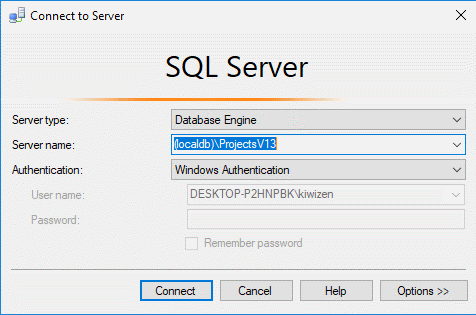 Connect to Server
SQL Server
Server type: Database Engine
Server name: (localdb)\ProjectsV13
Authentication: Windows Authentication
User name: DESKTOP-P2HNPBK\kiwizen
Password:
Remember password
Connect Cancel Help Options >>